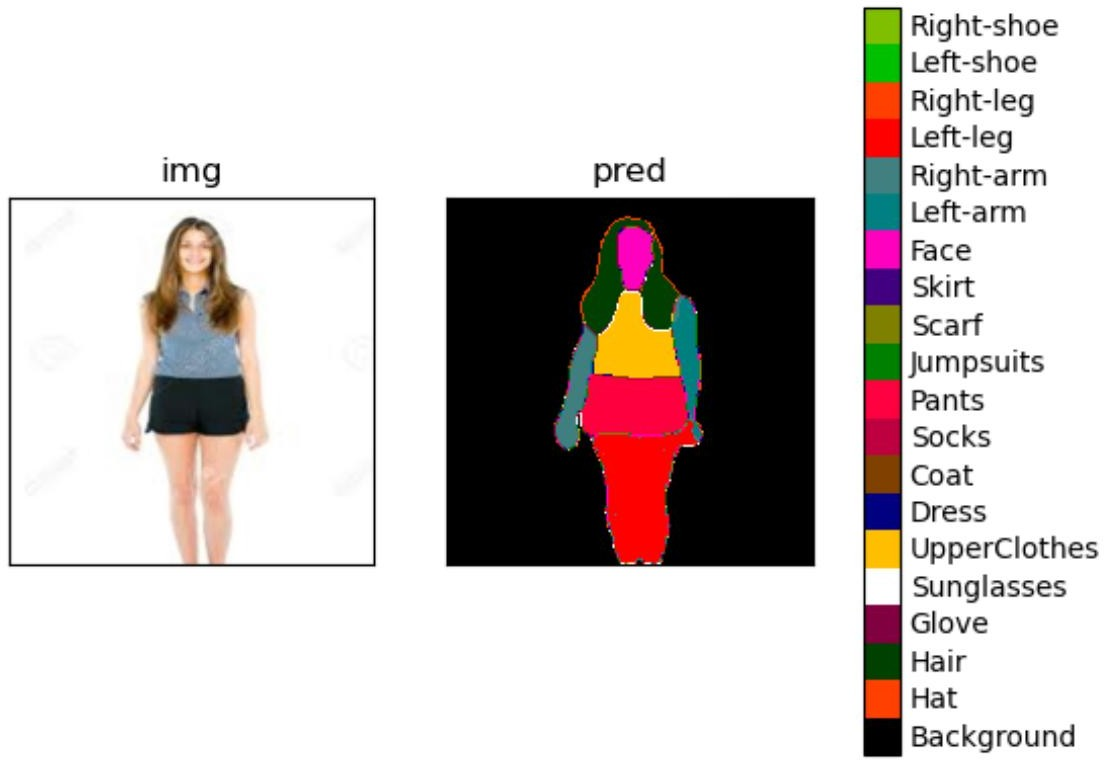 img
pred
Right-shoe
Left-shoe
Right-leg
Left-leg
Right-arm
Left-arm
Face
Skirt
Scarf
Jumpsuits
Pants
Socks
Coat
Dress
UpperClothes
Sunglasses
Glove
Hair
Hat
Background